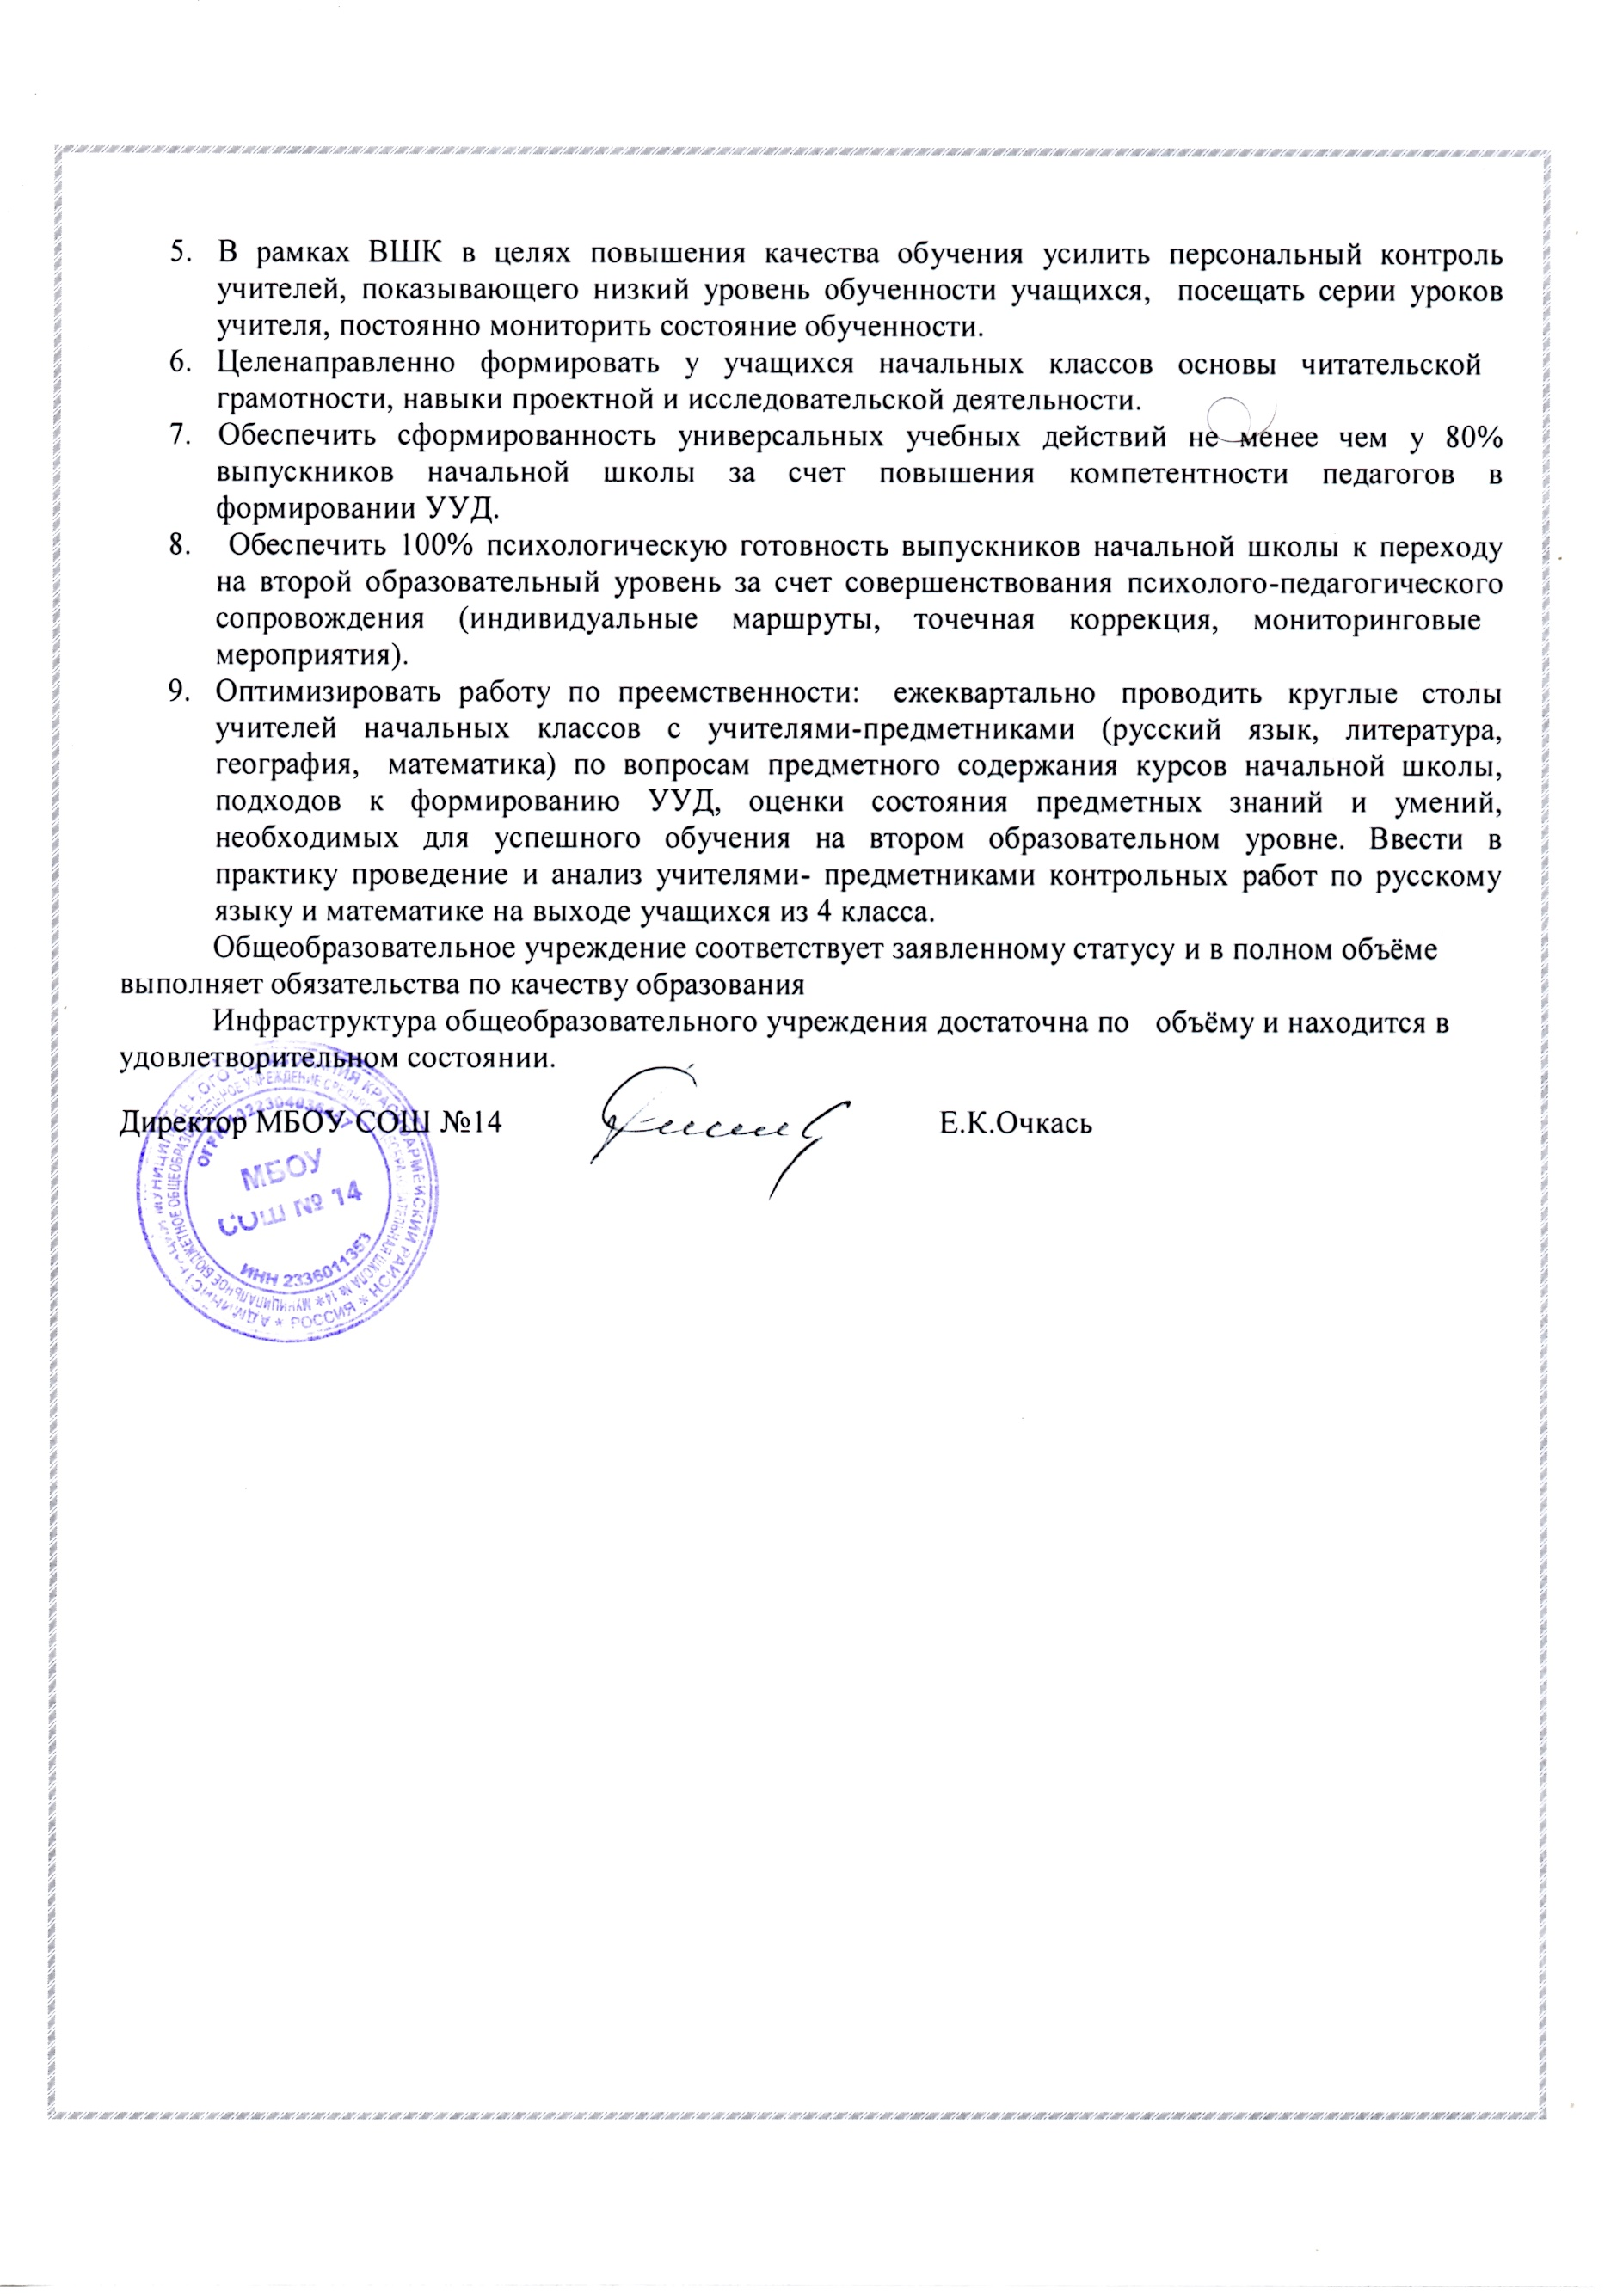 5. В рамках ВШК в целях повышения качества обучения усилить персональный контроль
учителей, показывающего низкий уровень обученности учащихся, посещать серии уроков
учителя, постоянно мониторить состояние обученности.
6. Целенаправленно формировать у учащихся начальных классов основы читательской
грамотности, навыки проектной и исследовательской деятельности.
7. Обеспечить сформированность универсальных учебных действий не менее чем у 80%
выпускников начальной школы за счет повышения компетентности педагогов в
формировании УУД.
8. Обеспечить 100% психологическую готовность выпускников начальной школы к переходу
на второй образовательный уровень за счет совершенствования психолого-педагогического
сопровождения (индивидуальные маршруты, точечная коррекция, мониторинговые
мероприятия).
9. Оптимизировать работу по преемственности: ежеквартально проводить круглые столы
учителей начальных классов с учителями-предметниками (русский язык, литература,
география, математика) по вопросам предметного содержания курсов начальной школы,
подходов к формированию УУД, оценки состояния предметных знаний и умений,
необходимых для успешного обучения на втором образовательном уровне. Ввести в
практику проведение и анализ учителями- предметниками контрольных работ по русскому
языку и математике на выходе учащихся из 4 класса.
Общеобразовательное учреждение соответствует заявленному статусу и в полном объёме
выполняет обязательства по качеству образования
Инфраструктура общеобразовательного учреждения достаточна по объёму и находится в
удовлетворительном состоянии.
Директор МБОУ СОШ №14 Е.К.Очкась
МБОУ
СОШ № 14
ИНН 2336011353